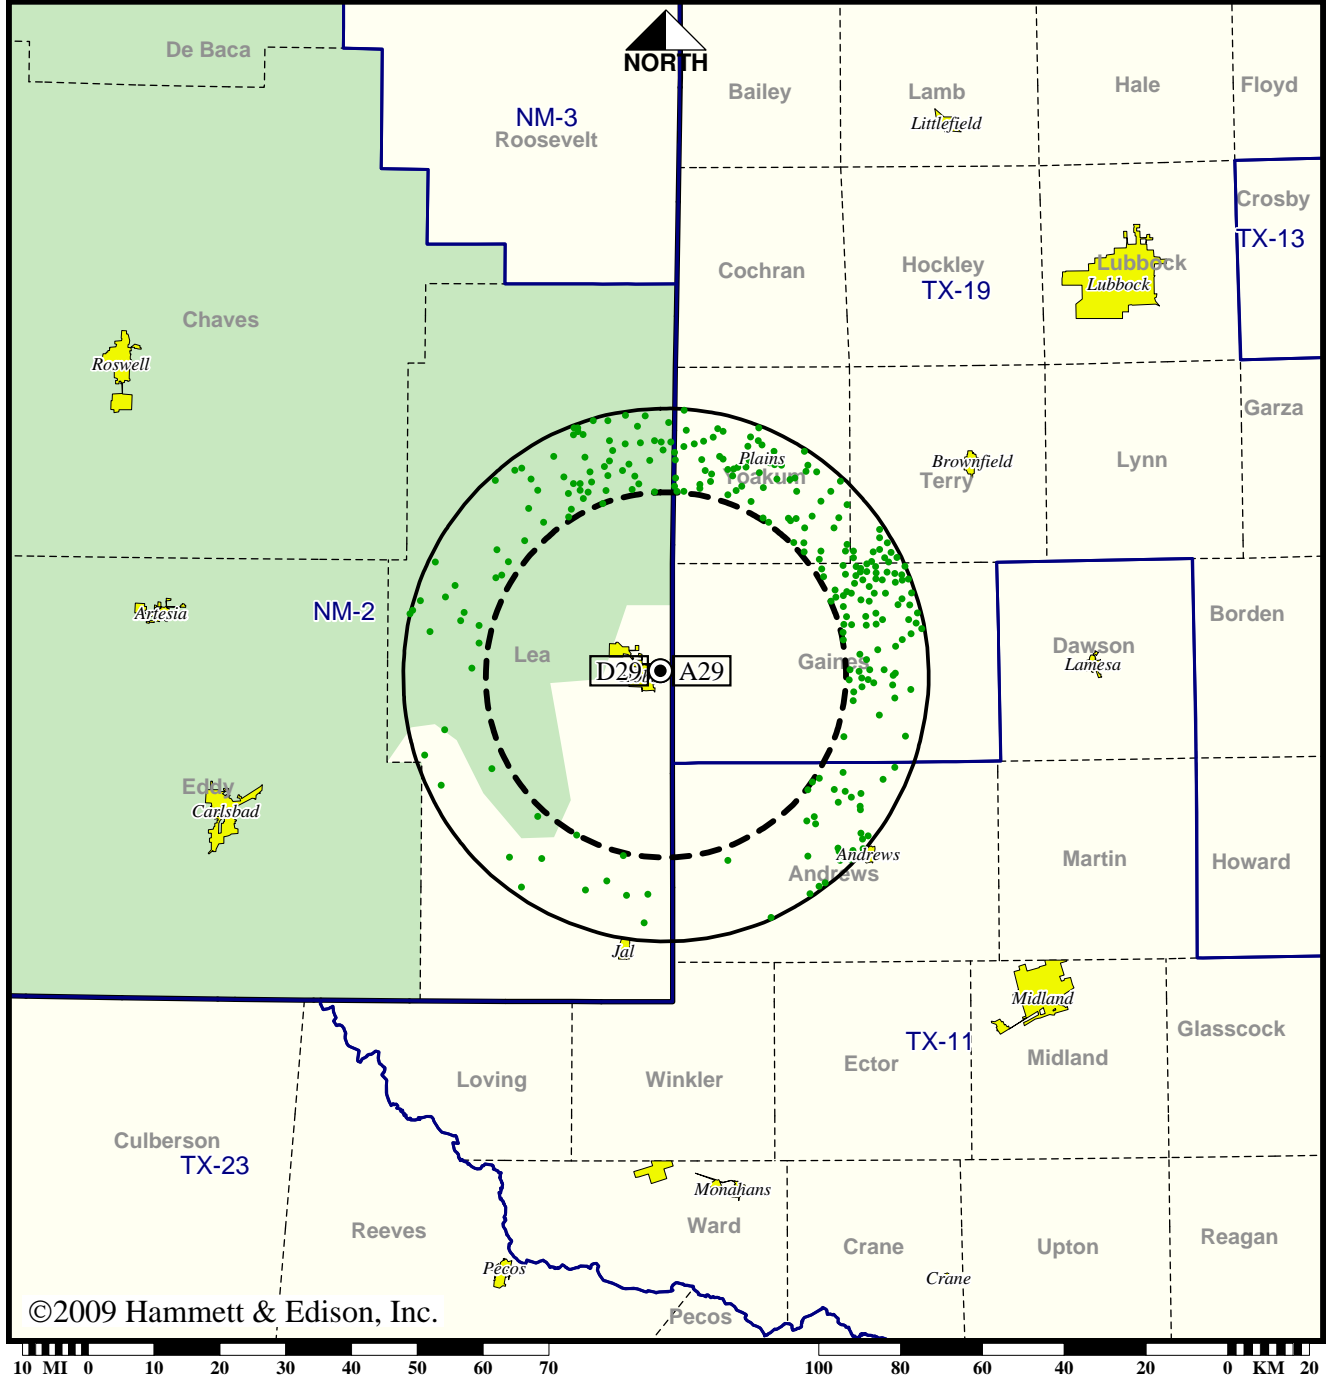 De Baca
NORTH
NM-3
Roosevelt
Bailey
Lamb
Littlefield
Hale
Floyd
Crosby
TX-13
Cochran
Hockley
TX-19
Lubbock
Lubbock
Chaves
Roswell
Garza
Plains
Yoakum
Brownfield
Terry
Lynn
Artesia
NM-2
Lea
D29
A29
Gaines
Dawson
Lamesa
Borden
Eddy
Carlsbad
Andrews
Andrews
Martin
Howard
Jal
Midland
TX-11
Midland
Glasscock
Ector
Loving
Winkler
Culberson
TX-23
Monahans
Ward
Reeves
Crane
Upton
Reagan
Pecos
Crane
Pecos
©2009 Hammett & Edison, Inc.
10 MI 0 10 20 30 40 50 60 70
100 80 60 40 20 0 KM 20